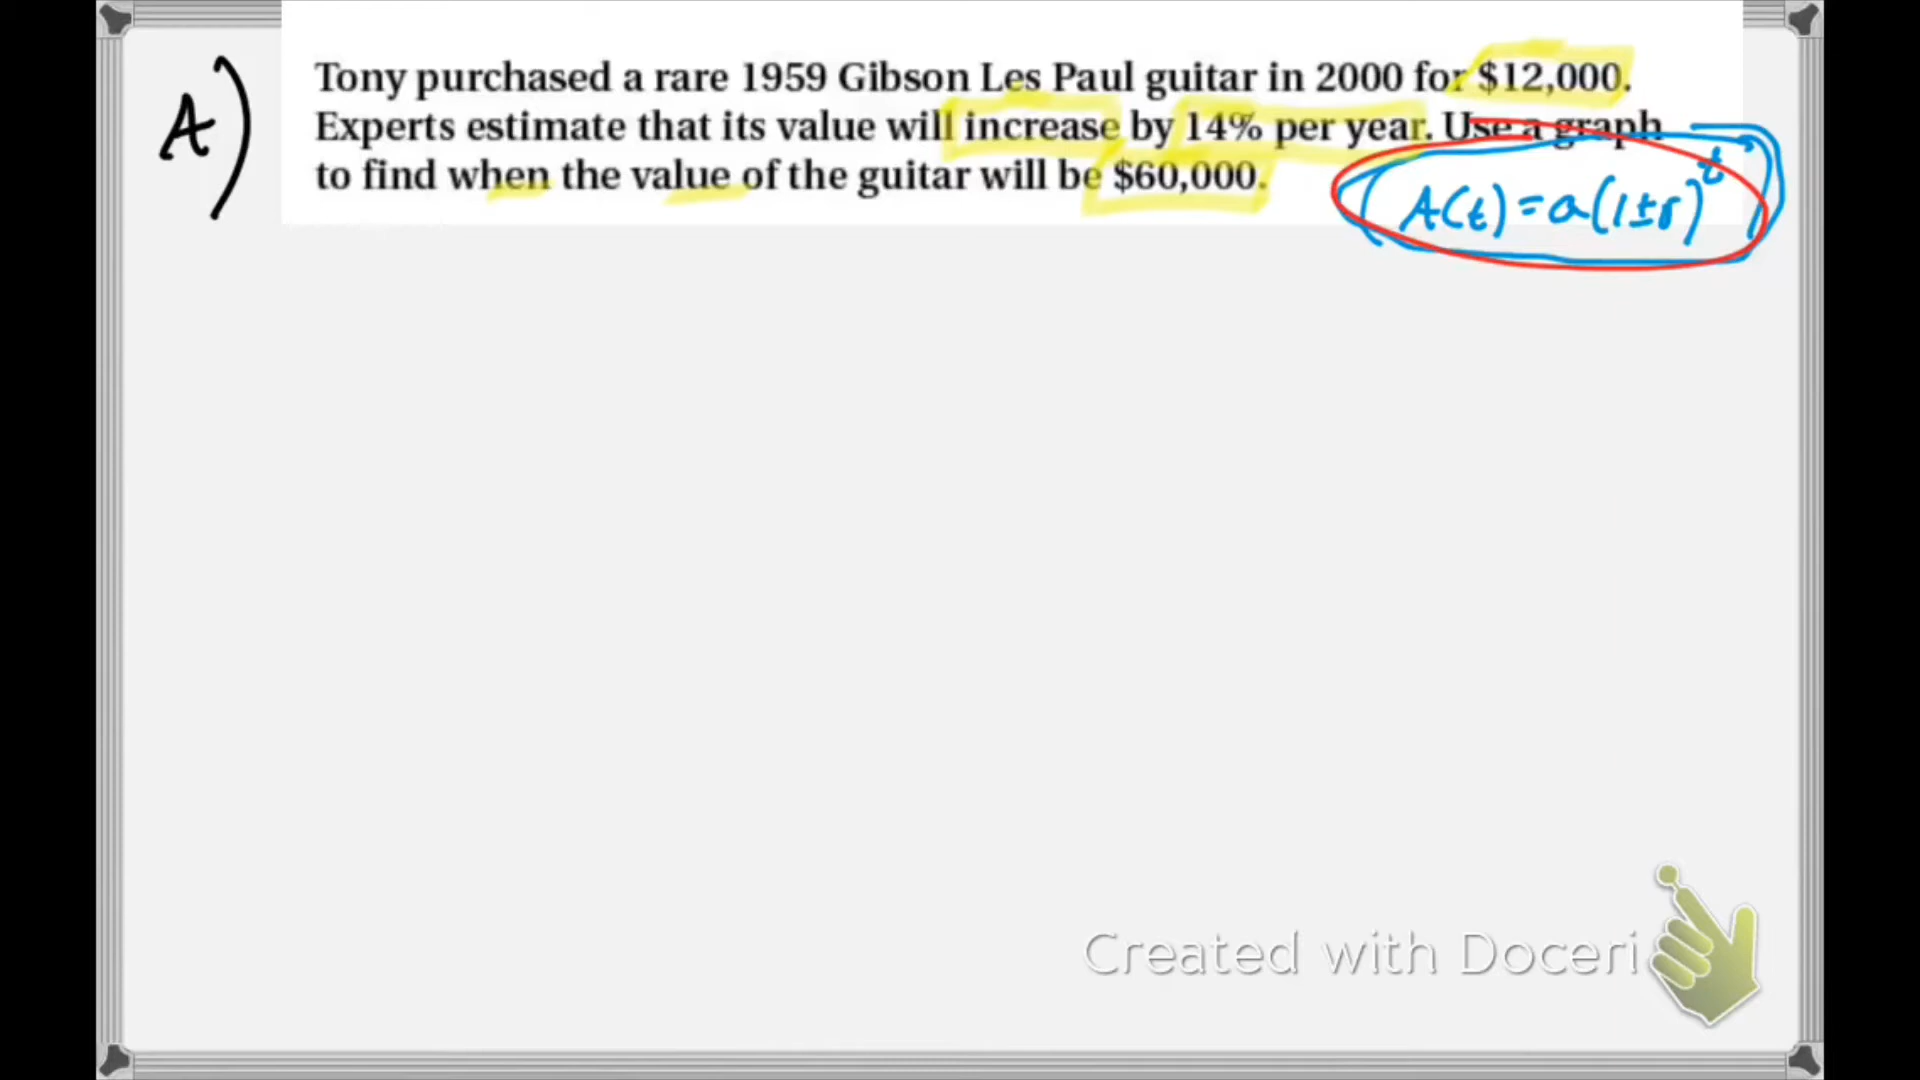 A)
Tony purchased a rare 1959 Gibson Les Paul guitar in 2000 for $12,000.
Experts estimate that its value will increase by 14% per year. Use a graph
to find when the value of the guitar will be $60,000.
A(t)=a(1±r)^t
Created with Doceri